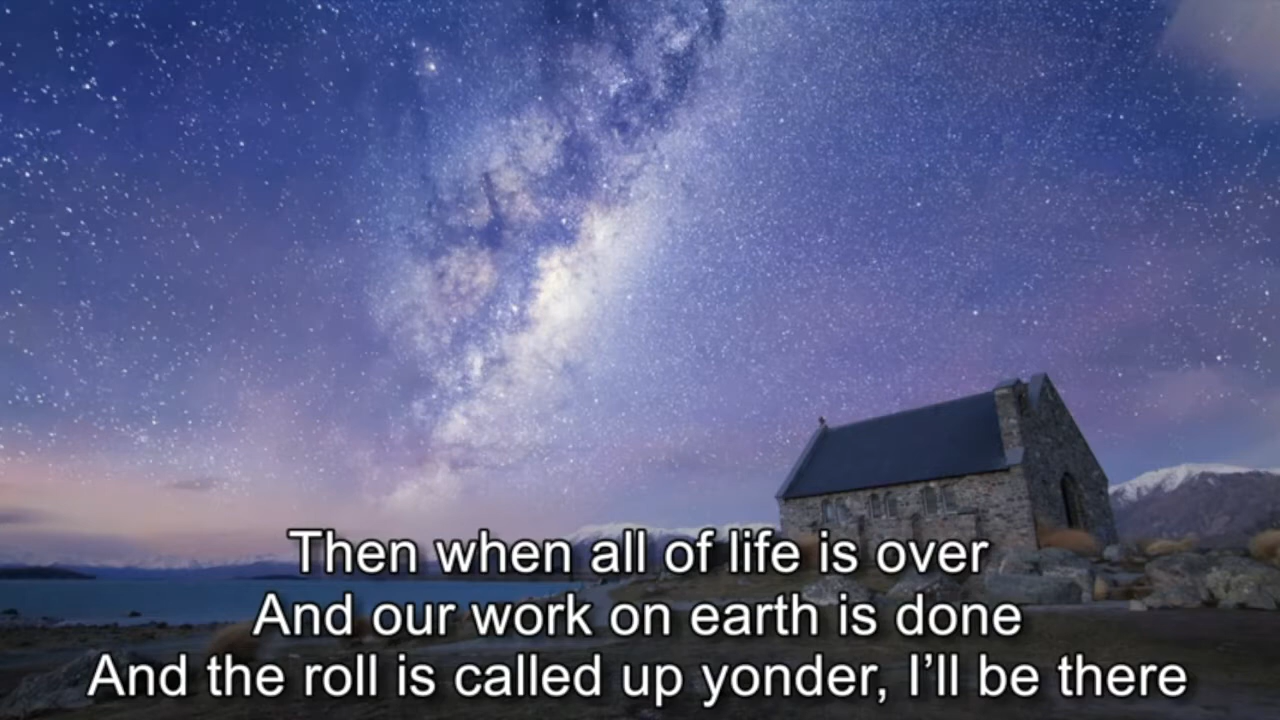 Then when all of life is over
And our work on earth is done
And the roll is called up yonder, I’ll be there